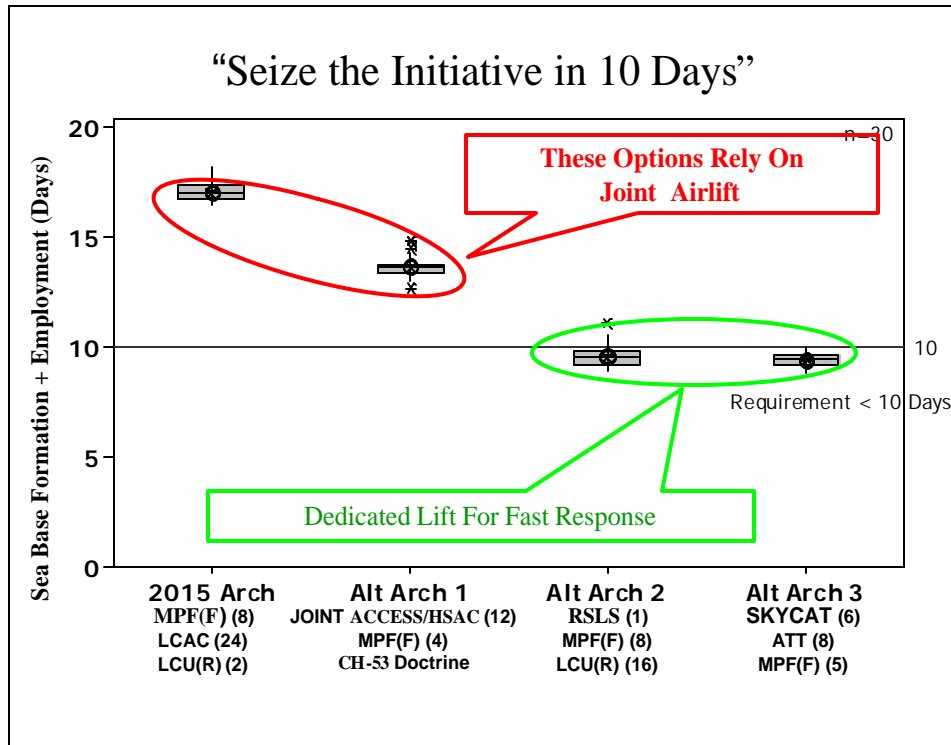 “Seize the Initiative in 10 Days”
Sea Base Formation + Employment (Days)
20
15
10
5
0
n=30
These Options Rely On
Joint Airlift
10
Requirement < 10 Days
Dedicated Lift For Fast Response
2015 Arch
MPF(F) (8)
LCAC (24)
LCU(R) (2)
Alt Arch 1
JOINT ACCESS/HSAC (12)
MPF(F) (4)
CH-53 Doctrine
Alt Arch 2
RSLS (1)
MPF(F) (8)
LCU(R) (16)
Alt Arch 3
SKYCAT (6)
ATT (8)
MPF(F) (5)